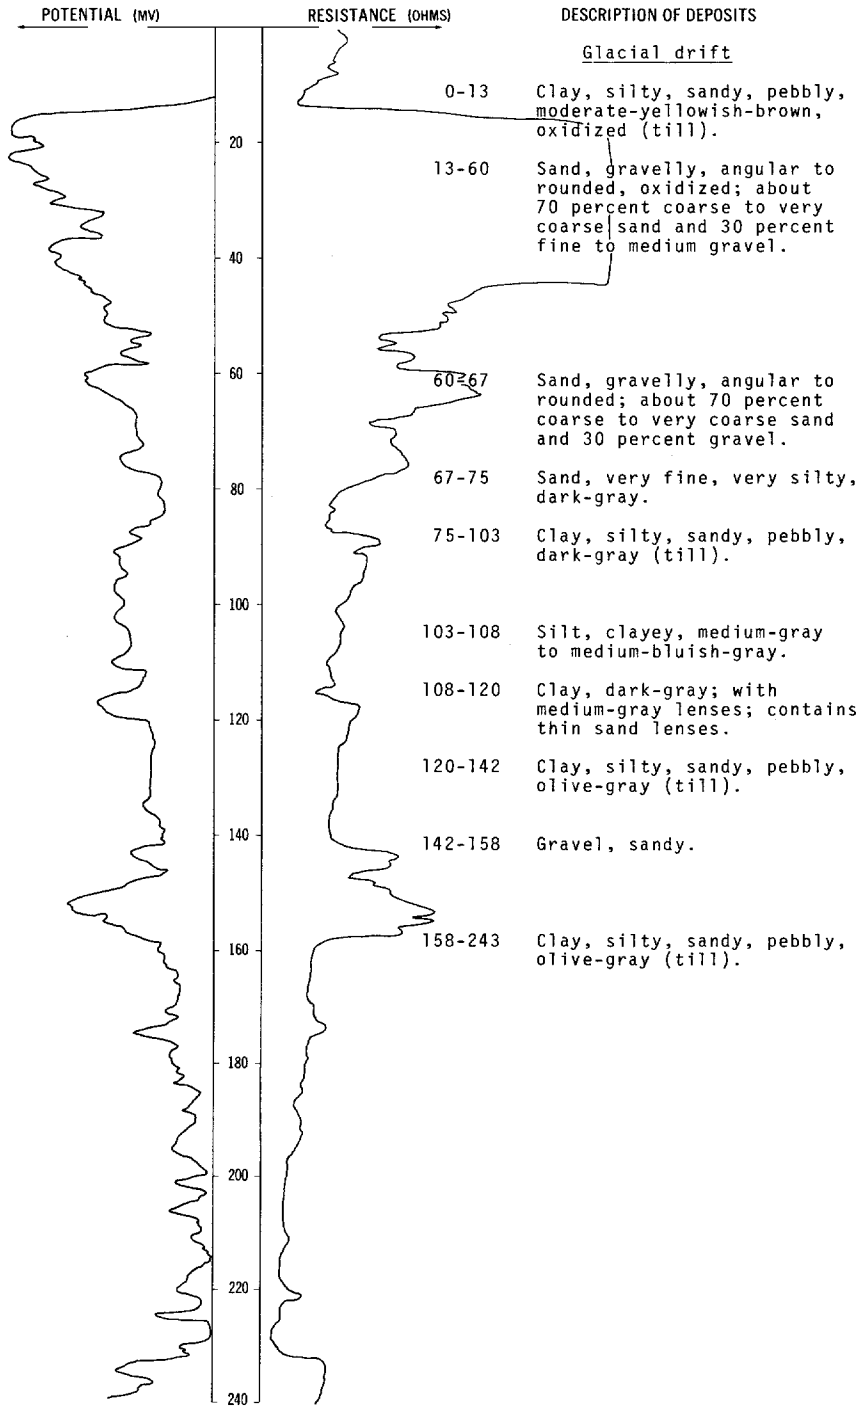 POTENTIAL (MV) RESISTANCE (OHMS) DESCRIPTION OF DEPOSITS
Glacial drift
0-13 Clay, silty, sandy, pebbly,
moderate-yellowish-brown,
oxidized (till).
20
13-60 Sand, gravelly, angular to
rounded, oxidized; about
70 percent coarse to very
coarse sand and 30 percent
fine to medium gravel.
40
60
60-67 Sand, gravelly, angular to
rounded; about 70 percent
coarse to very coarse sand
and 30 percent gravel.
67-75 Sand, very fine, very silty,
dark-gray.
80
75-103 Clay, silty, sandy, pebbly,
dark-gray (till).
100
103-108 Silt, clayey, medium-gray
to medium-bluish-gray.
108-120 Clay, dark-gray; with
medium-gray lenses; contains
thin sand lenses.
120
120-142 Clay, silty, sandy, pebbly,
olive-gray (till).
140
142-158 Gravel, sandy.
158-243 Clay, silty, sandy, pebbly,
olive-gray (till).
160
180
200
220
240